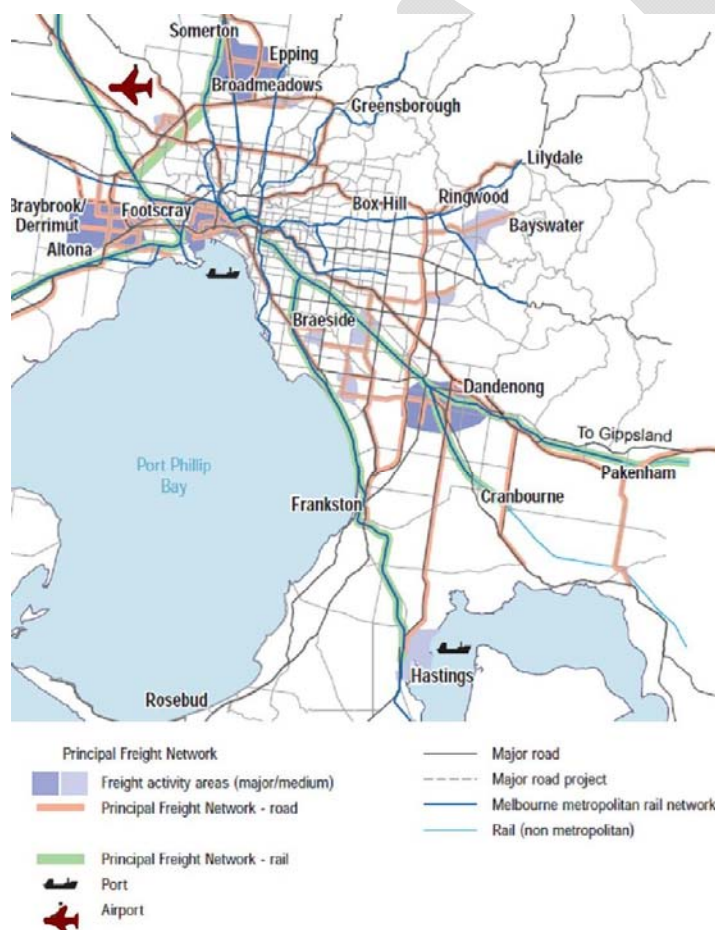 Somerton
Epping
Broadmeadows
Greensborough
Lilydale
Ringwood
Box Hill
Bayswater
Braybrook/
Derrimut
Footscray
Altona
Braeside
Dandenong
To Gippsland
Pakenham
Port Phillip
Bay
Cranbourne
Frankston
Hastings
Rosebud
Principal Freight Network
Freight activity areas (major/medium)
Principal Freight Network - road
Principal Freight Network - rail
Port
Airport
Major road
Major road project
Melbourne metropolitan rail network
Rail (non metropolitan)